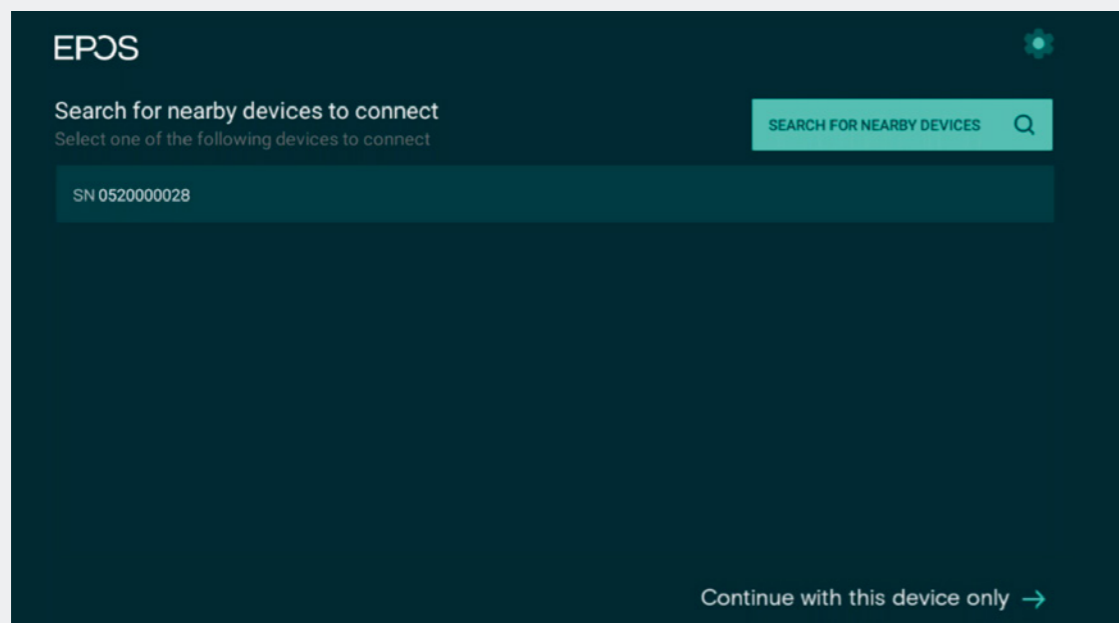 EPOS
Search for nearby devices to connect
Select one of the following devices to connect
SEARCH FOR NEARBY DEVICES
SN 0520000028
Continue with this device only →